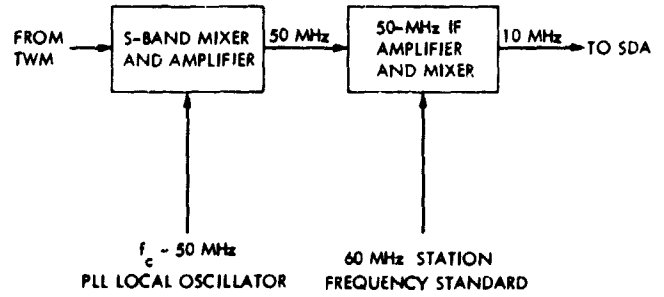 FROM
TWM
S-BAND MIXER
AND AMPLIFIER
50 MHz
50-MHz IF
AMPLIFIER
AND MIXER
10 MHz
TO SDA
f_c - 50 MHz
PLL LOCAL OSCILLATOR
60 MHz STATION
FREQUENCY STANDARD